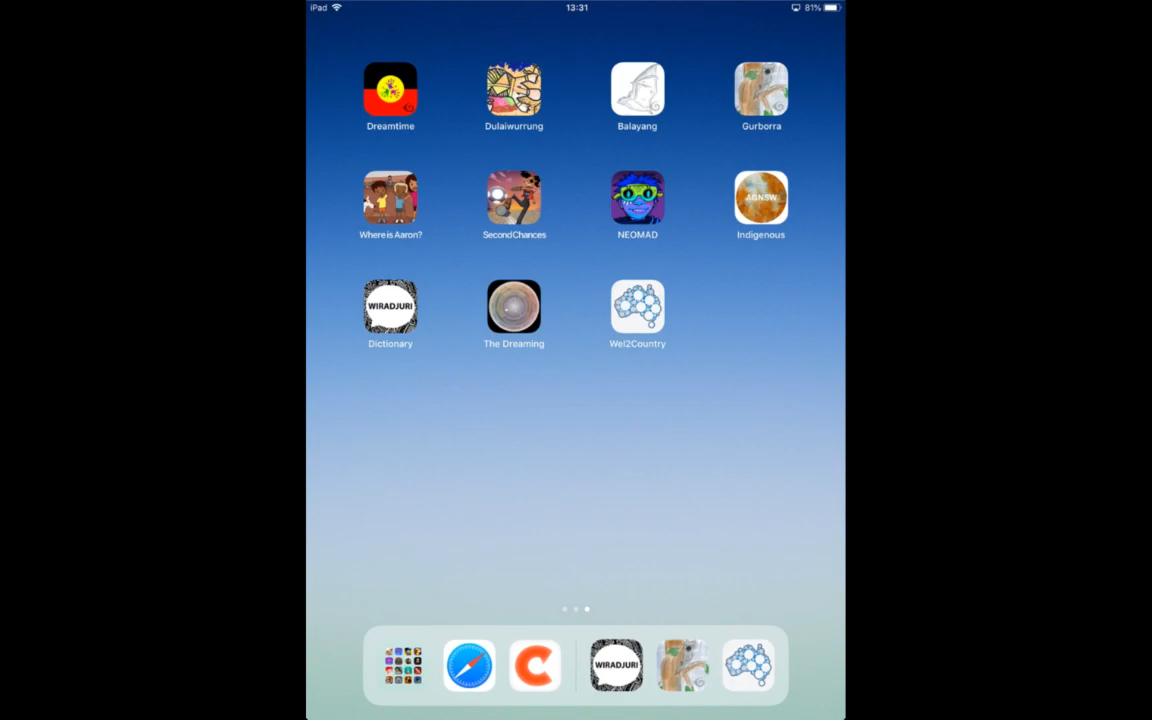 iPad 13:31 81%
Dreamtime Dulaiwurrung Balayang Gurborra
AGNSW
Where is Aaron? SecondChances NEOMAD Indigenous
WIRADJURI
Dictionary The Dreaming Wel2Country
WIRADJURI